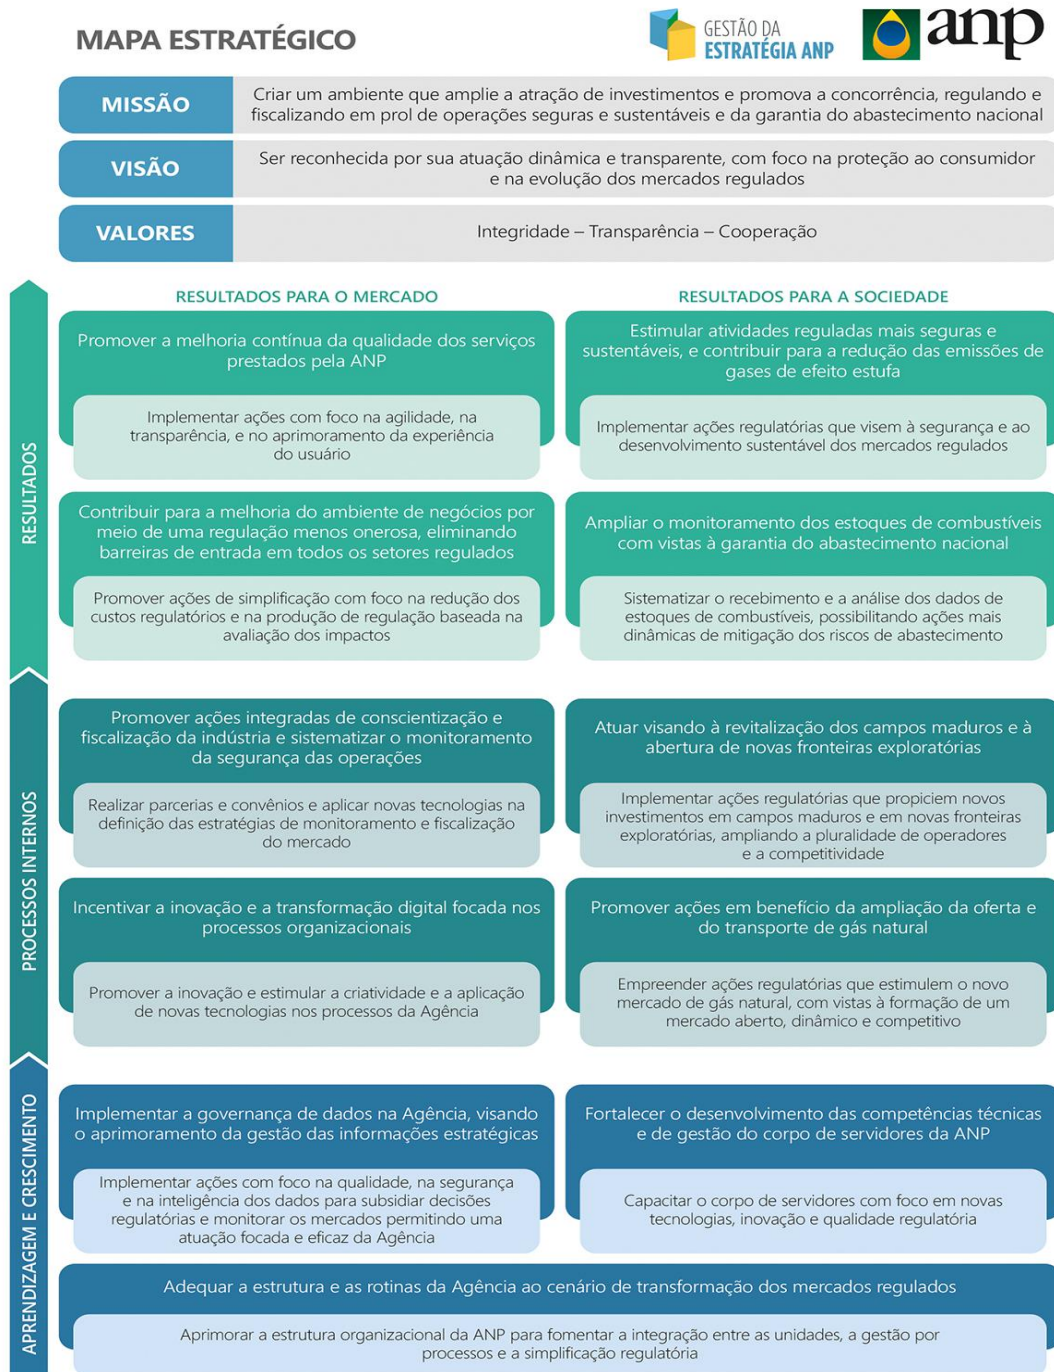 MAPA ESTRATÉGICO
GESTÃO DA
ESTRATÉGIA ANP
anp
MISSÃO
Criar um ambiente que amplie a atração de investimentos e promova a concorrência, regulando e
fiscalizando em prol de operações seguras e sustentáveis e da garantia do abastecimento nacional
VISÃO
Ser reconhecida por sua atuação dinâmica e transparente, com foco na proteção ao consumidor
e na evolução dos mercados regulados
VALORES
Integridade – Transparência – Cooperação
RESULTADOS
RESULTADOS PARA O MERCADO
Promover a melhoria contínua da qualidade dos serviços
prestados pela ANP
Implementar ações com foco na agilidade, na
transparência, e no aprimoramento da experiência
do usuário
Contribuir para a melhoria do ambiente de negócios por
meio de uma regulação menos onerosa, eliminando
barreiras de entrada em todos os setores regulados
Promover ações de simplificação com foco na redução dos
custos regulatórios e na produção de regulação baseada na
avaliação dos impactos
RESULTADOS PARA A SOCIEDADE
Estimular atividades reguladas mais seguras e
sustentáveis, e contribuir para a redução das emissões de
gases de efeito estufa
Implementar ações regulatórias que visem à segurança e ao
desenvolvimento sustentável dos mercados regulados
Ampliar o monitoramento dos estoques de combustíveis
com vistas à garantia do abastecimento nacional
Sistematizar o recebimento e a análise dos dados de
estoques de combustíveis, possibilitando ações mais
dinâmicas de mitigação dos riscos de abastecimento
PROCESSOS INTERNOS
Promover ações integradas de conscientização e
fiscalização da indústria e sistematizar o monitoramento
da segurança das operações
Realizar parcerias e convênios e aplicar novas tecnologias na
definição das estratégias de monitoramento e fiscalização
do mercado
Atuar visando à revitalização dos campos maduros e à
abertura de novas fronteiras exploratórias
Implementar ações regulatórias que propiciem novos
investimentos em campos maduros e em novas fronteiras
exploratórias, ampliando a pluralidade de operadores
e a competitividade
Incentivar a inovação e a transformação digital focada nos
processos organizacionais
Promover a inovação e estimular a criatividade e a aplicação
de novas tecnologias nos processos da Agência
Promover ações em benefício da ampliação da oferta e
do transporte de gás natural
Empreender ações regulatórias que estimulem o novo
mercado de gás natural, com vistas à formação de um
mercado aberto, dinâmico e competitivo
APRENDIZAGEM E CRESCIMENTO
Implementar a governança de dados na Agência, visando
o aprimoramento da gestão das informações estratégicas
Implementar ações com foco na qualidade, na segurança
e na inteligência dos dados para subsidiar decisões
regulatórias e monitorar os mercados permitindo uma
atuação focada e eficaz da Agência
Fortalecer o desenvolvimento das competências técnicas
e de gestão do corpo de servidores da ANP
Capacitar o corpo de servidores com foco em novas
tecnologias, inovação e qualidade regulatória
Adequar a estrutura e as rotinas da Agência ao cenário de transformação dos mercados regulados
Aprimorar a estrutura organizacional da ANP para fomentar a integração entre as unidades, a gestão por
processos e a simplificação regulatória